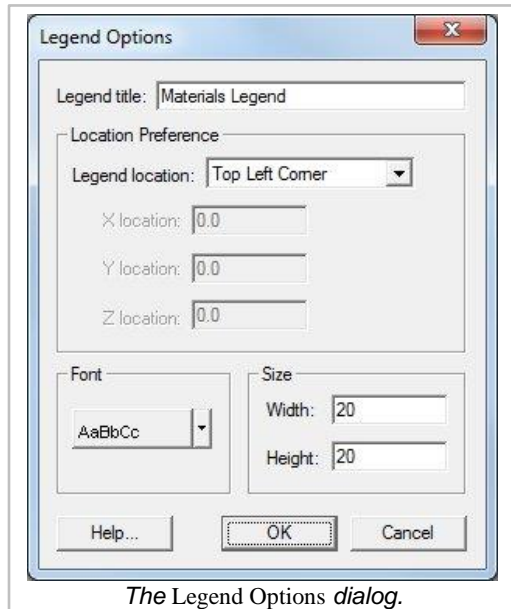 Legend Options
Legend title: Materials Legend
Location Preference
Legend location: Top Left Corner
X location: 0.0
Y location: 0.0
Z location: 0.0
Font
AaBbCc
Size
Width: 20
Height: 20
Help... OK Cancel
The Legend Options dialog.